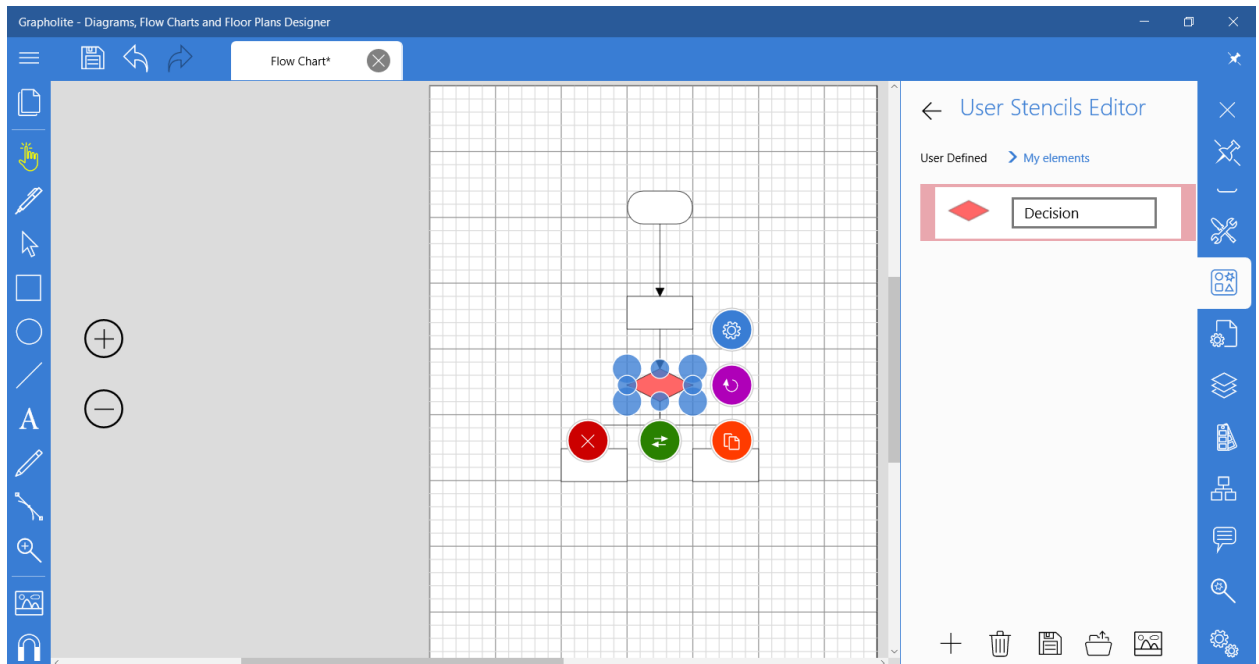 Grapholite - Diagrams, Flow Charts and Floor Plans Designer
Flow Chart*
User Stencils Editor
User Defined
My elements
Decision
A